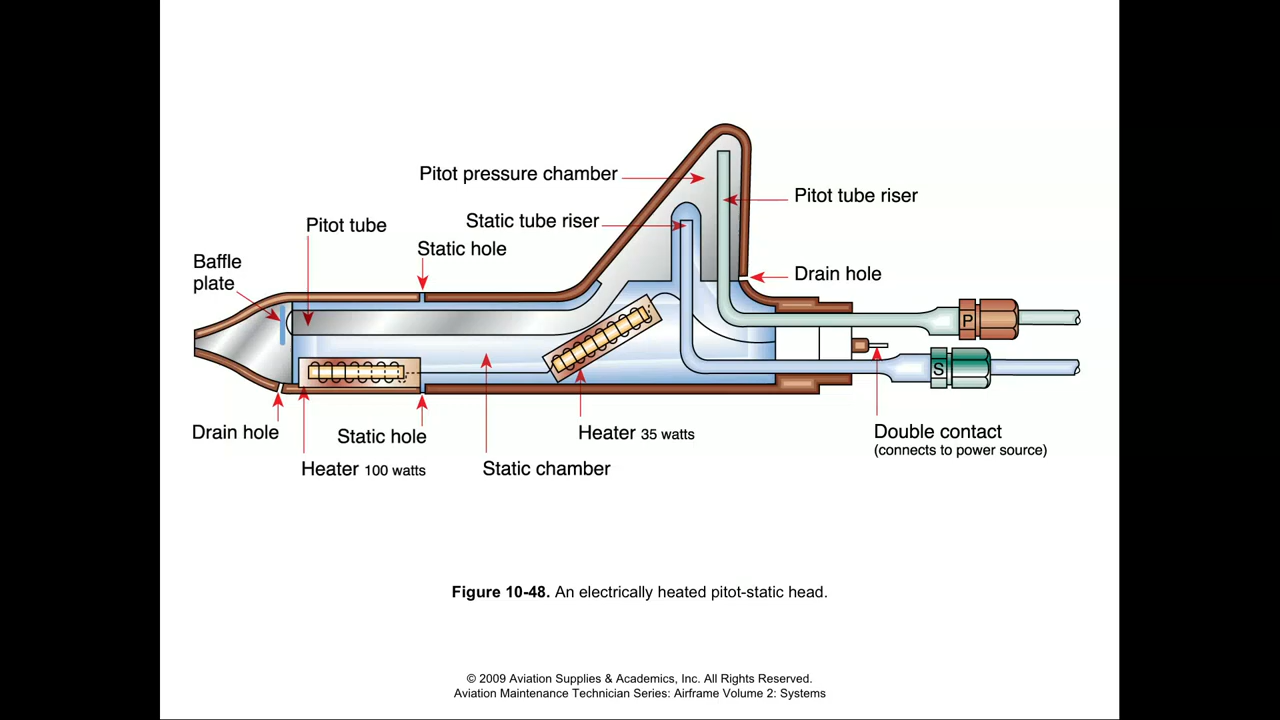 Pitot pressure chamber
Pitot tube riser
Static tube riser
Pitot tube
Static hole
Baffle
plate
Drain hole
P
S
Drain hole
Static hole
Heater 35 watts
Double contact
(connects to power source)
Heater 100 watts
Static chamber
Figure 10-48. An electrically heated pitot-static head.
© 2009 Aviation Supplies & Academics, Inc. All Rights Reserved.
Aviation Maintenance Technician Series: Airframe Volume 2: Systems